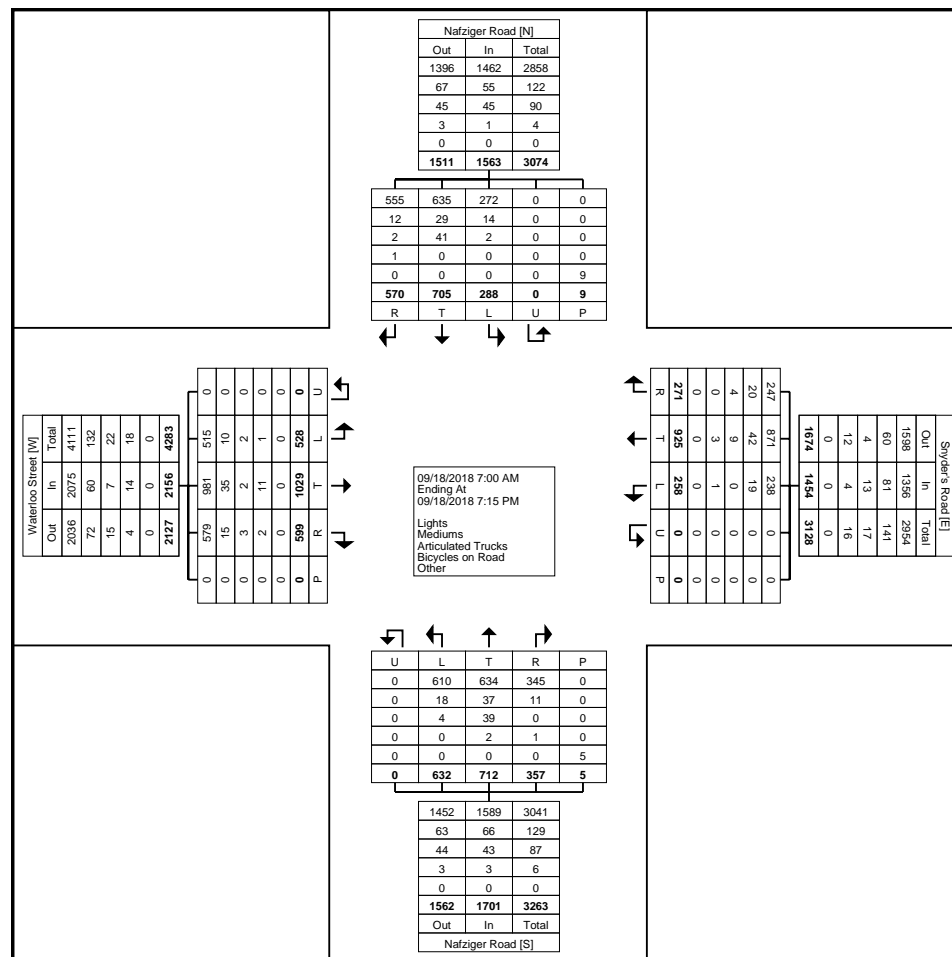 Nafziger Road [N]
Out In Total
1396 1462 2858
67 55 122
45 45 90
3 1 4
0 0 0
1511 1563 3074
555 635 272 0 0
12 29 14 0 0
2 41 2 0 0
1 0 0 0 0
0 0 0 0 9
570 705 288 0 9
R T L U P
Waterloo Street [W]
Out In Total
2036 2075 4111
72 60 132
15 7 22
4 14 18
0 0 0
2127 2156 4283
0 579 981 515 0
0 15 35 10 0
0 3 2 2 0
0 2 11 1 0
0 0 0 0 0
0 599 1029 528 0
P R T L U
09/18/2018 7:00 AM
Ending At
09/18/2018 7:15 PM
Lights
Mediums
Articulated Trucks
Bicycles on Road
Other
Snyder's Road [E]
Out In Total
1598 1356 2954
60 81 141
4 13 17
12 4 16
0 0 0
1674 1454 3128
247 871 238 0 0
20 42 19 0 0
4 9 0 0 0
0 3 1 0 0
0 0 0 0 0
271 925 258 0 0
R T L U P
U L T R P
0 610 634 345 0
0 18 37 11 0
0 4 39 0 0
0 0 2 1 0
0 0 0 0 5
0 632 712 357 5
1452 1589 3041
63 66 129
44 43 87
3 3 6
0 0 0
1562 1701 3263
Out In Total
Nafziger Road [S]